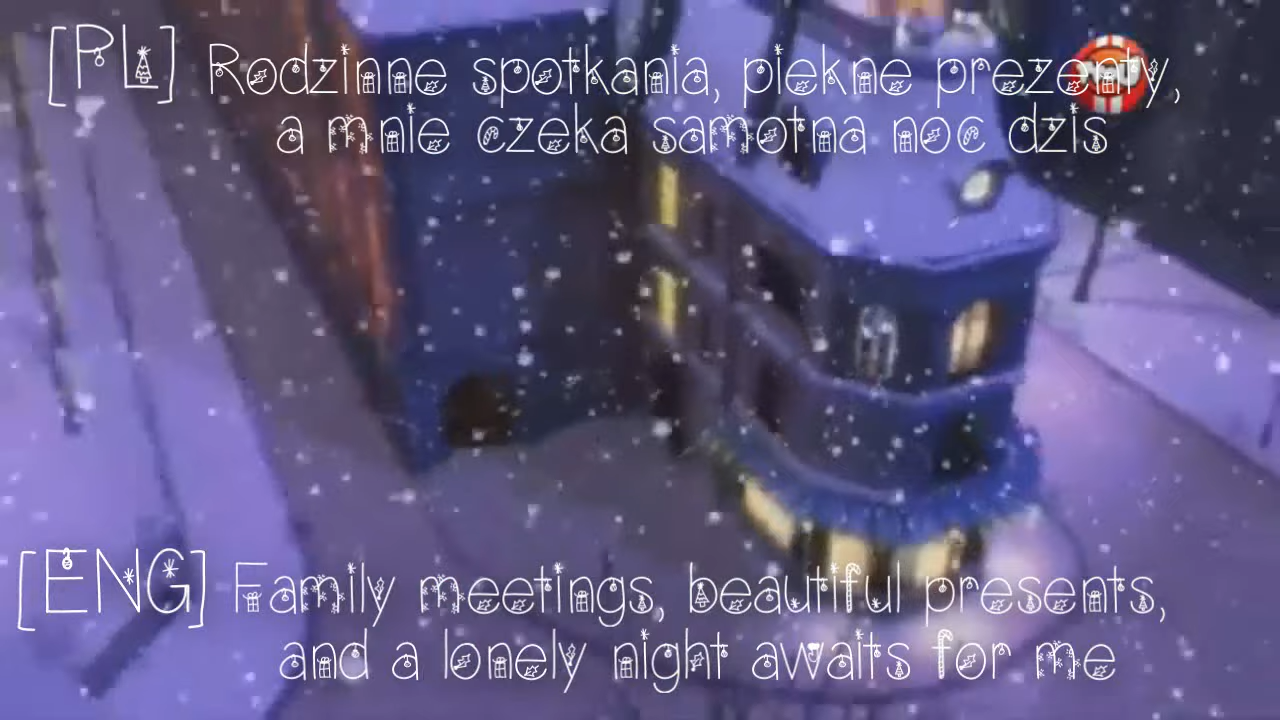 [PL] Rodzinne spotkania, piekne prezenty,
a mnie czeka samotna noc dzis
[ENG] Family meetings, beautiful presents,
and a lonely night awaits for me